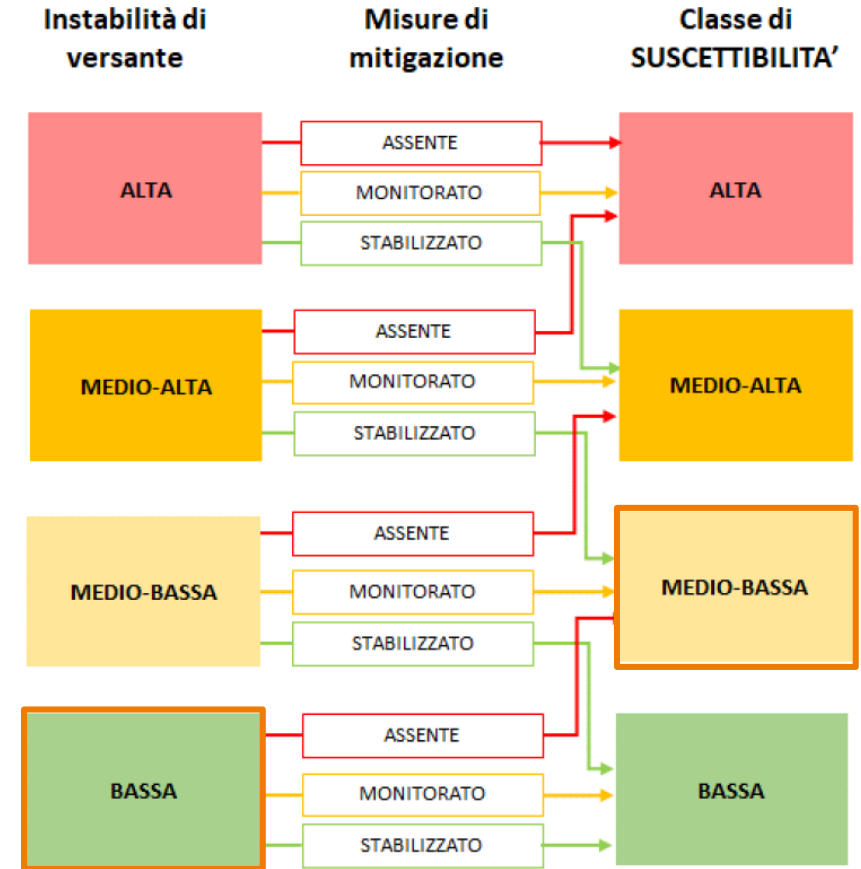 Instabilità di
versante
Misure di
mitigazione
Classe di
SUSCETTIBILITA’
ALTA
ASSENTE
MONITORATO
STABILIZZATO
ALTA
MEDIO-ALTA
ASSENTE
MONITORATO
STABILIZZATO
MEDIO-ALTA
MEDIO-BASSA
ASSENTE
MONITORATO
STABILIZZATO
MEDIO-BASSA
BASSA
ASSENTE
MONITORATO
STABILIZZATO
BASSA